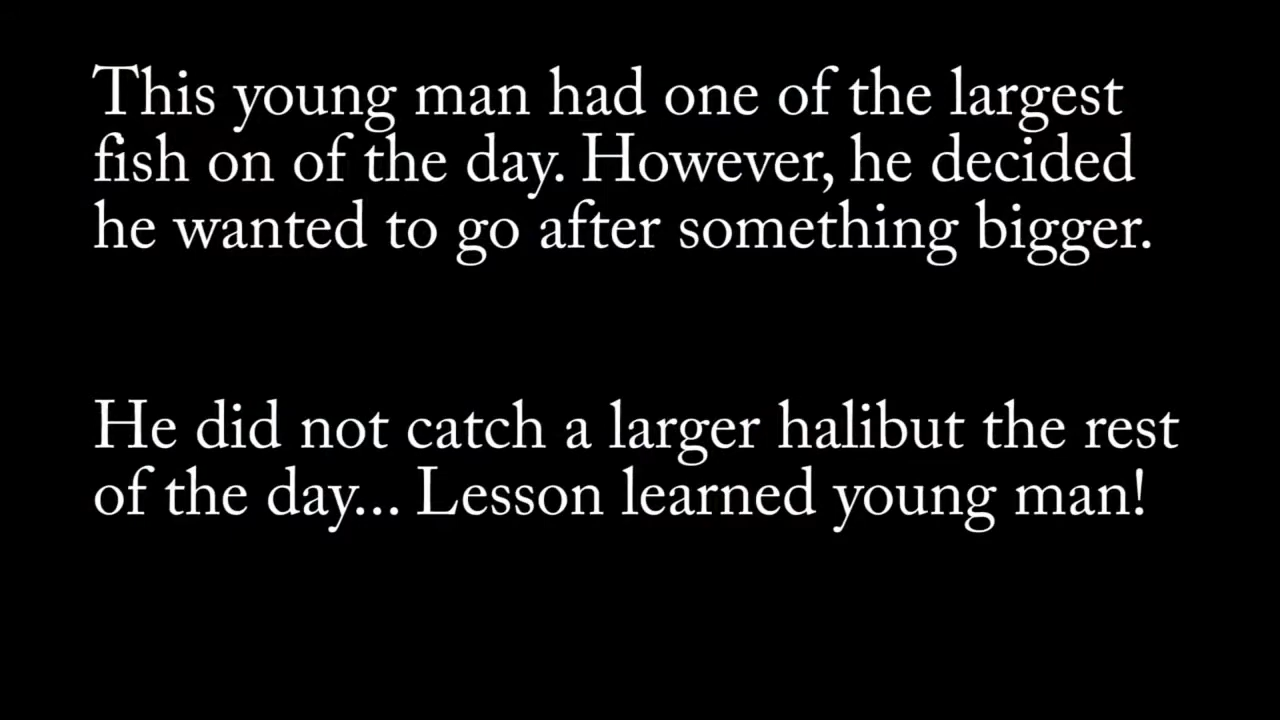 This young man had one of the largest
fish on of the day. However, he decided
he wanted to go after something bigger.
He did not catch a larger halibut the rest
of the day... Lesson learned young man!